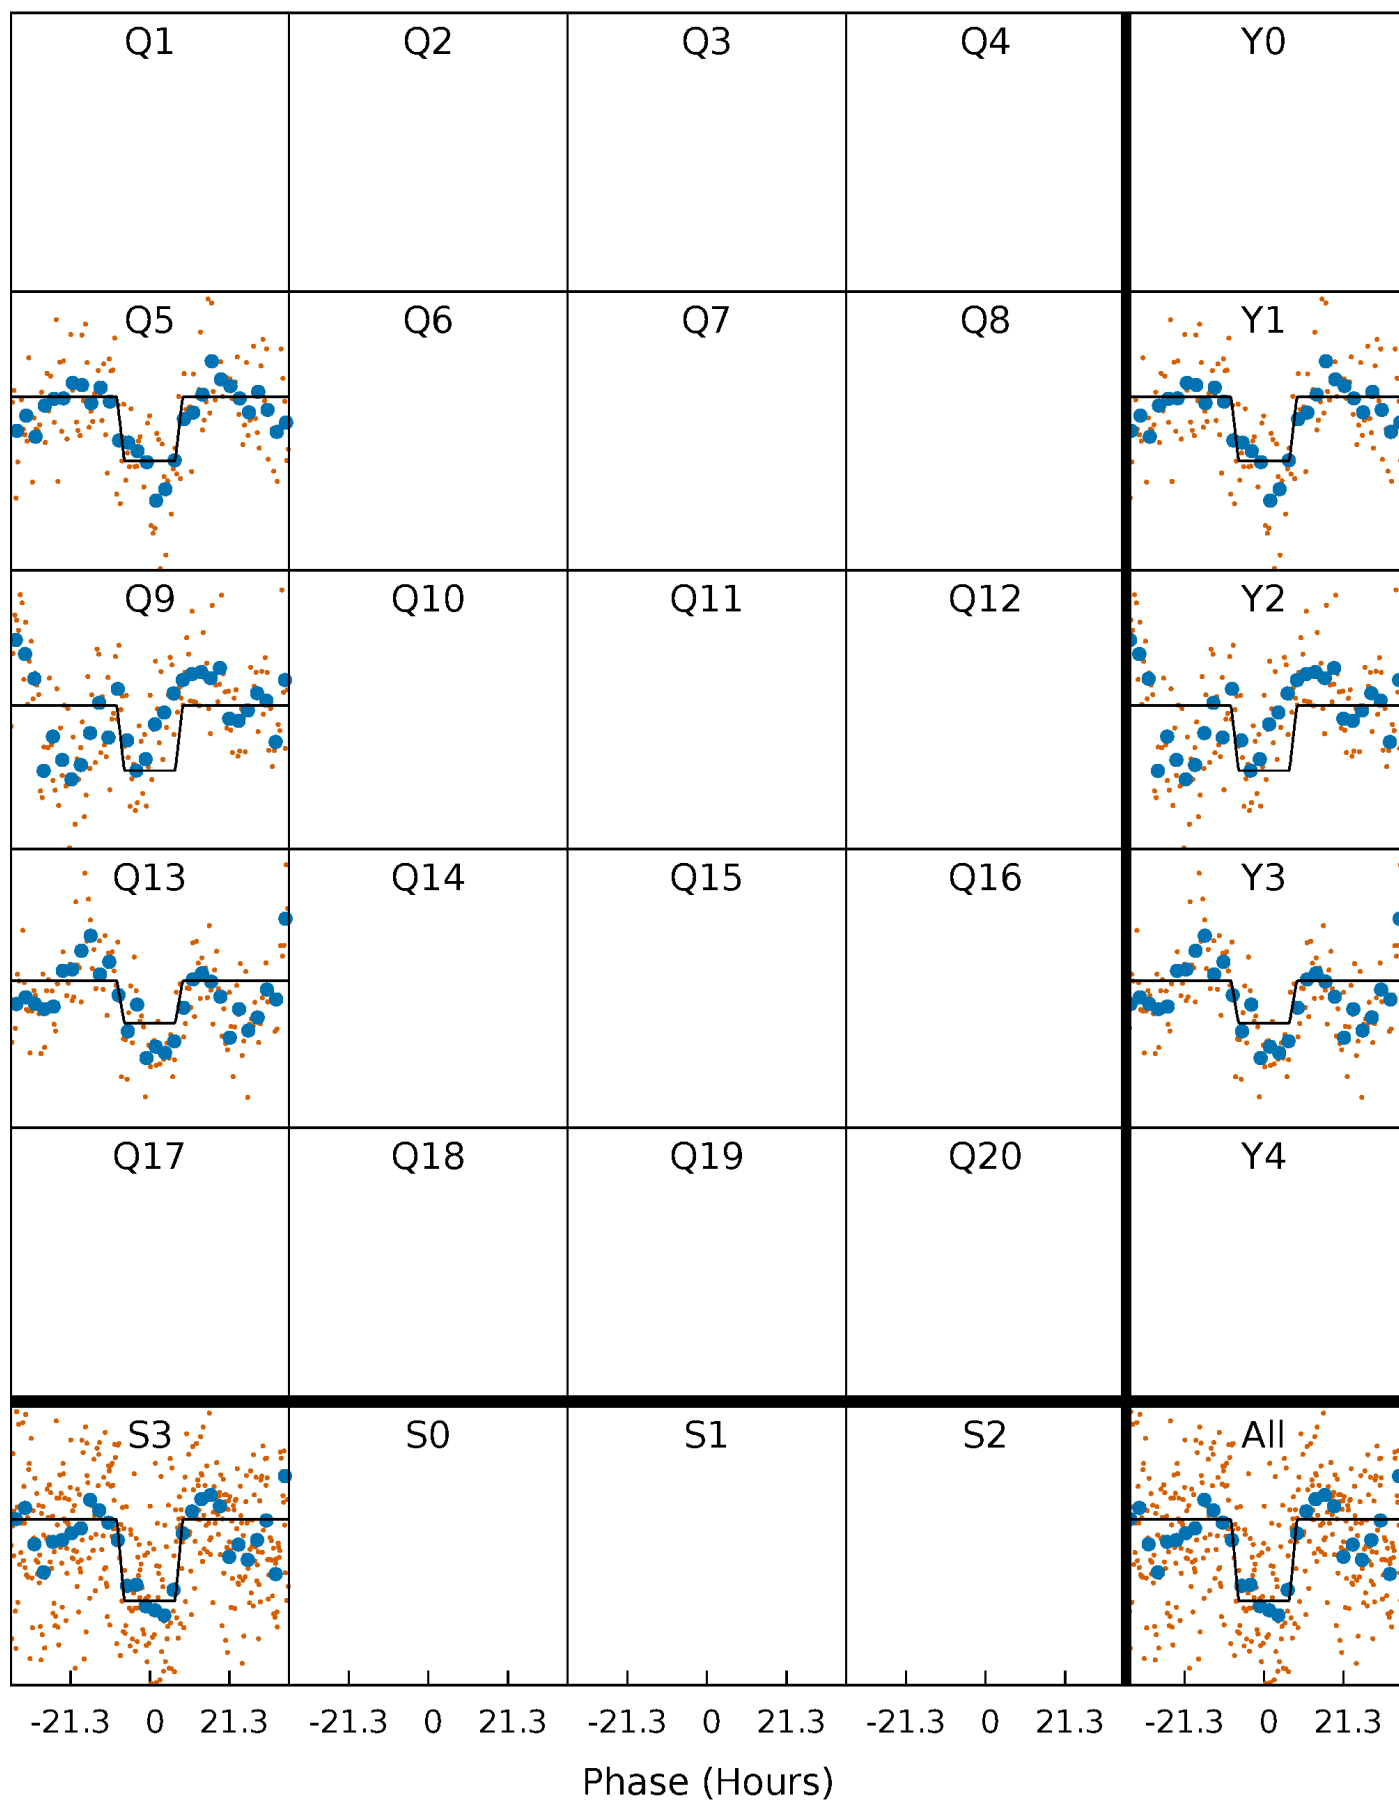 Q1 Q2 Q3 Q4 Y0
Q5 Q6 Q7 Q8 Y1
Q9 Q10 Q11 Q12 Y2
Q13 Q14 Q15 Q16 Y3
Q17 Q18 Q19 Q20 Y4
S3 S0 S1 S2 All
-21.3 0 21.3 -21.3 0 21.3 -21.3 0 21.3 -21.3 0 21.3 -21.3 0 21.3
Phase (Hours)